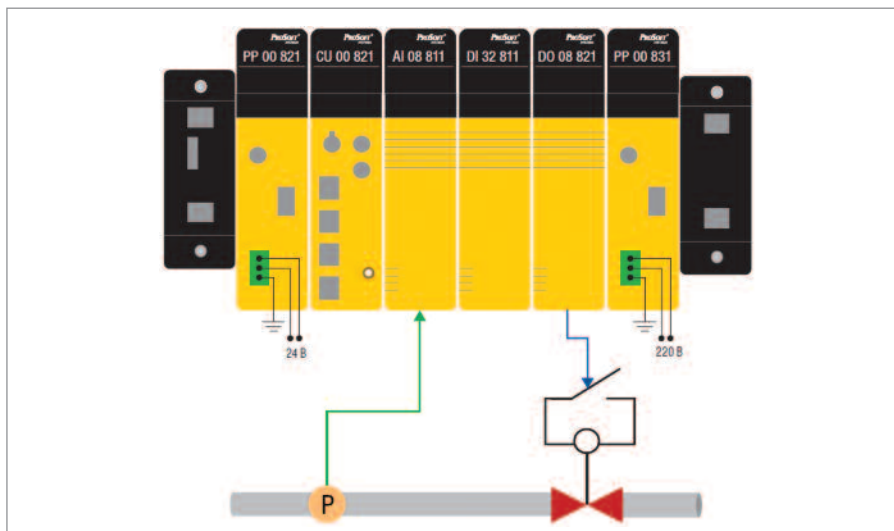 PROSOFT PROSOFT PROSOFT PROSOFT PROSOFT PROSOFT
PP 00 821 CU 00 821 AI 08 811 DI 32 811 DO 08 821 PP 00 831
24 В 220 В
P